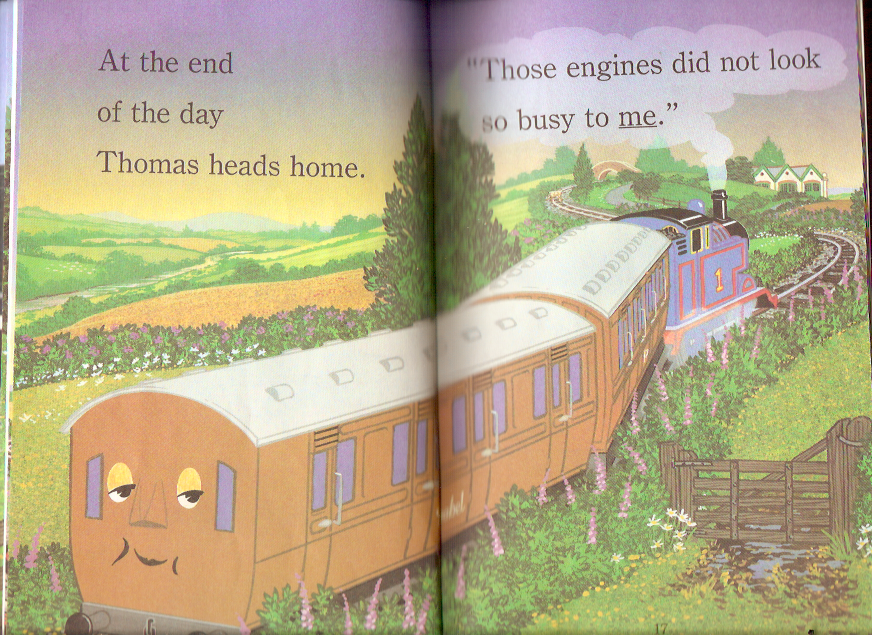 At the end
of the day
Thomas heads home.
"Those engines did not look
so busy to me."
1
17